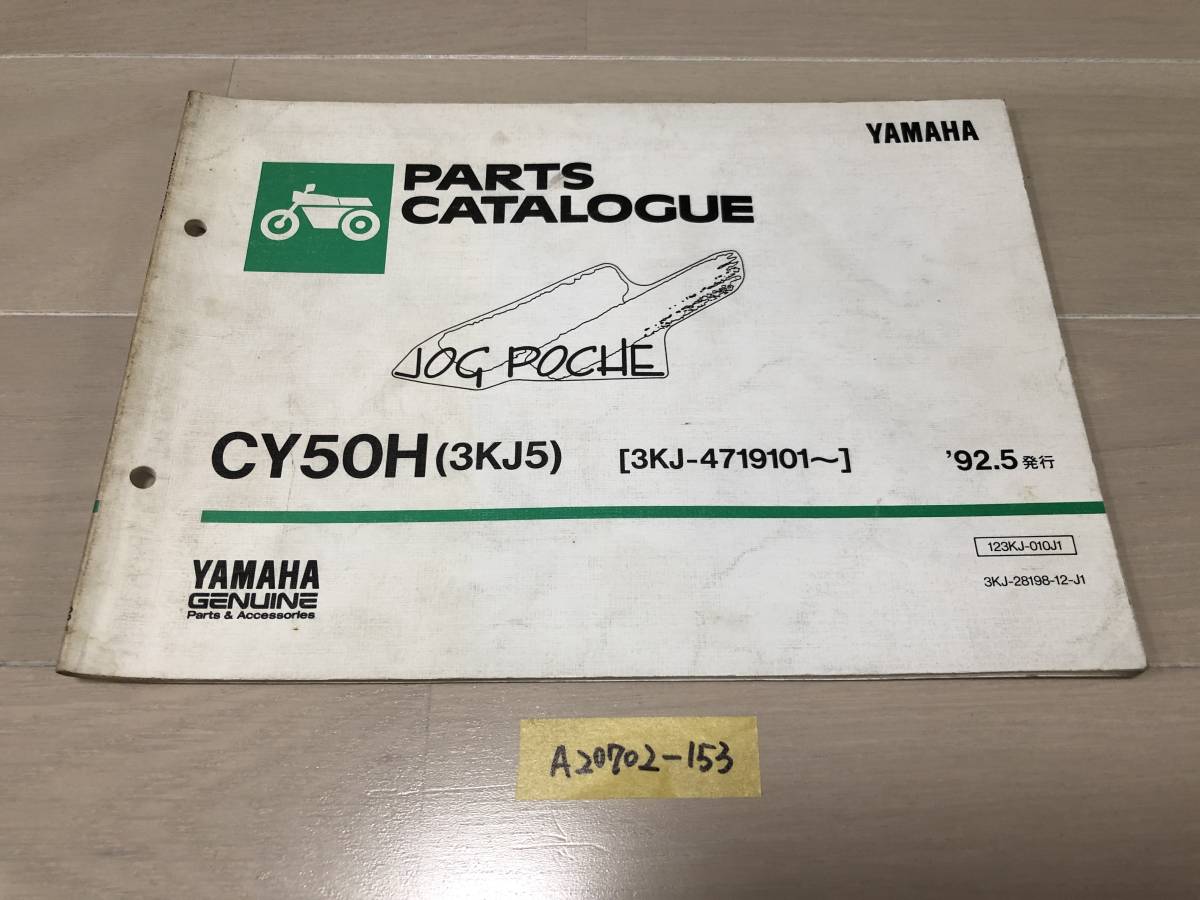 YAMAHA
PARTS
CATALOGUE
JOG POCHE
CY50H (3KJ5) [3KJ-4719101～] '92.5 発行
123KJ-010J1
3KJ-28198-12-J1
YAMAHA
GENUINE
Parts & Accessories
A20702-153